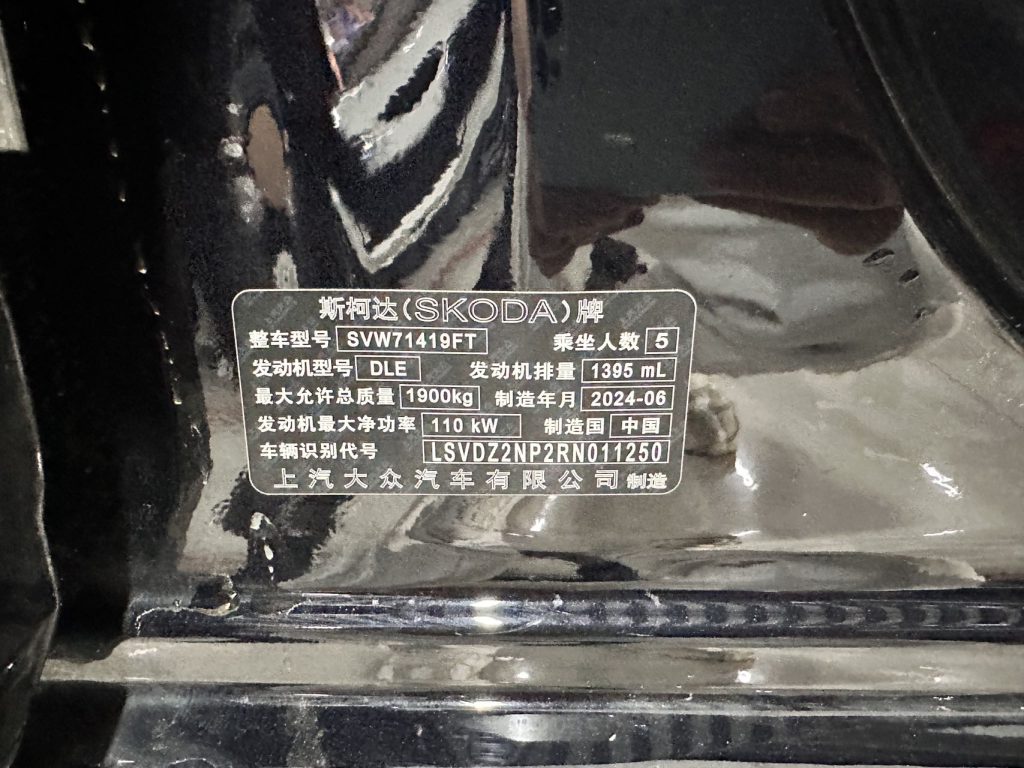 斯柯达(SKODA)牌
整车型号 SVW71419FT 乘坐人数 5
发动机型号 DLE 发动机排量 1395 mL
最大允许总质量 1900kg 制造年月 2024-06
发动机最大净功率 110 kW 制造国 中国
车辆识别代号 LSVDZ2NP2RN011250
上汽大众汽车有限公司 制造